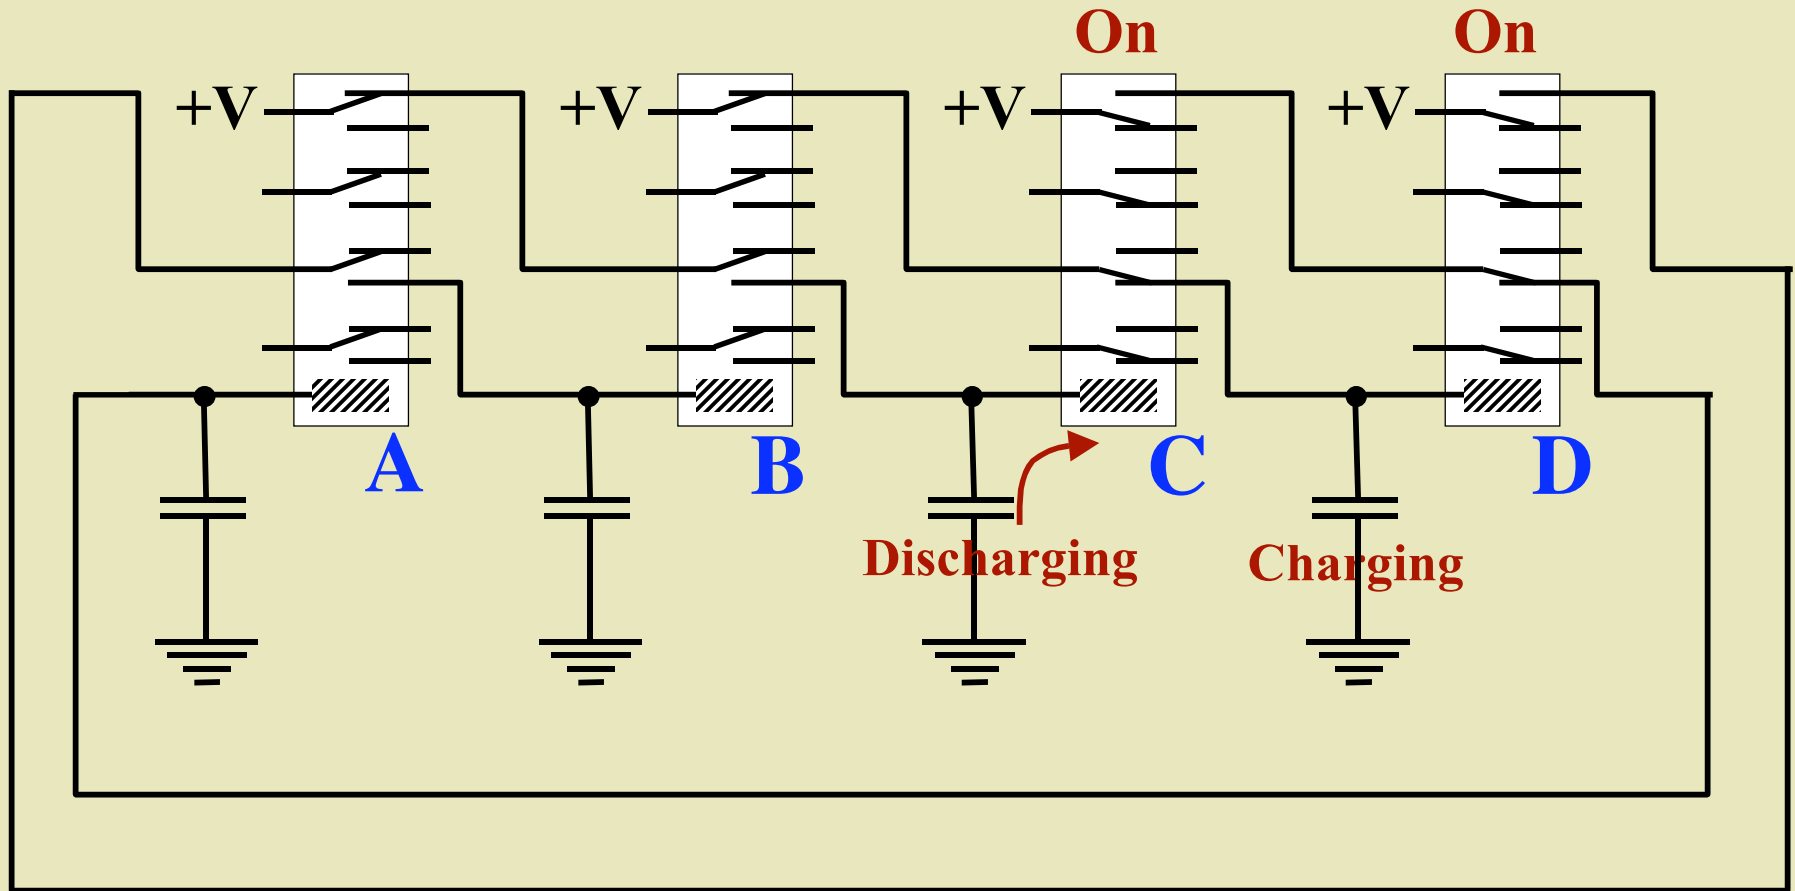 On On
+V +V +V +V
A B C D
Discharging Charging